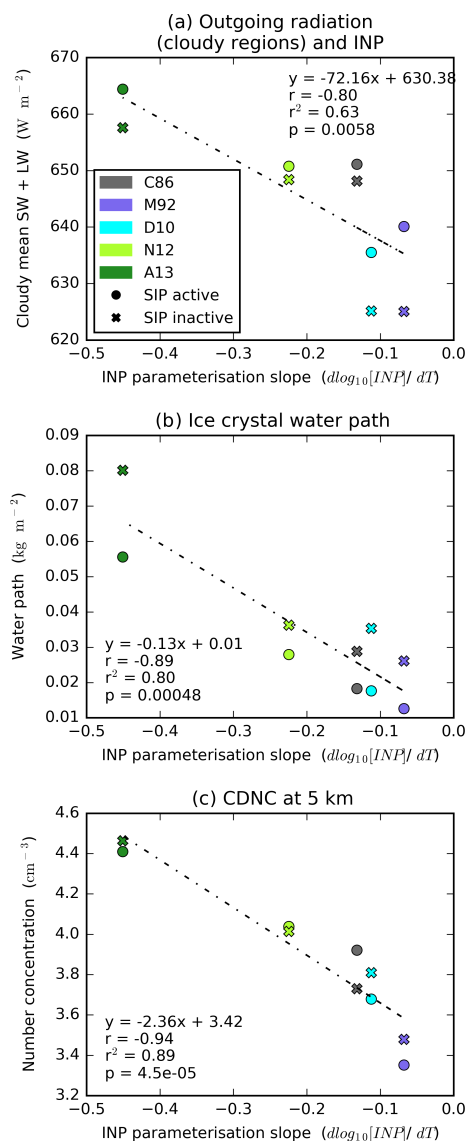 (a) Outgoing radiation
(cloudy regions) and INP
Cloudy mean SW + LW (W m⁻²)
670
660
650
640
630
620
y = -72.16x + 630.38
r = -0.80
r² = 0.63
p = 0.0058
C86
M92
D10
N12
A13
SIP active
SIP inactive
−0.5 −0.4 −0.3 −0.2 −0.1 0.0
INP parameterisation slope (dlog₁₀[INP]/ dT)
(b) Ice crystal water path
Water path (kg m⁻²)
0.09
0.08
0.07
0.06
0.05
0.04
0.03
0.02
0.01
y = -0.13x + 0.01
r = -0.89
r² = 0.80
p = 0.00048
−0.5 −0.4 −0.3 −0.2 −0.1 0.0
INP parameterisation slope (dlog₁₀[INP]/ dT)
(c) CDNC at 5 km
Number concentration (cm⁻³)
4.6
4.4
4.2
4.0
3.8
3.6
3.4
3.2
y = -2.36x + 3.42
r = -0.94
r² = 0.89
p = 4.5e-05
−0.5 −0.4 −0.3 −0.2 −0.1 0.0
INP parameterisation slope (dlog₁₀[INP]/ dT)